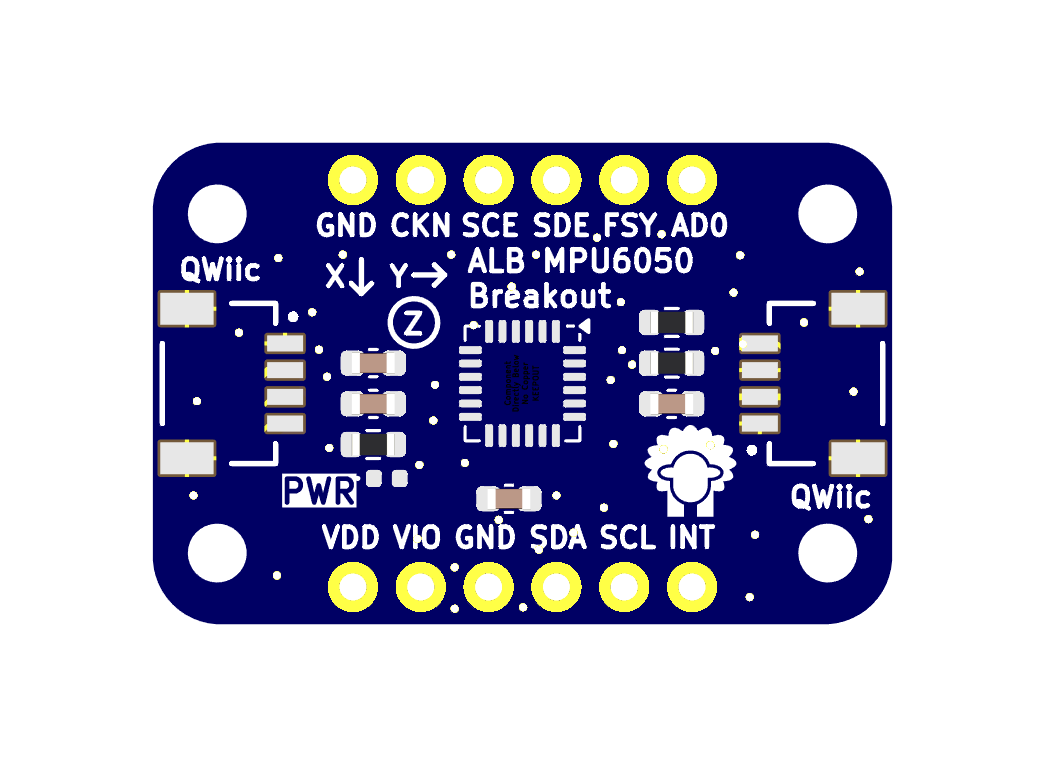 GND CKN SCE SDE FSY AD0
QWiic
X Y
ALB MPU6050
Breakout
Z
PWR
QWiic
VDD VIO GND SDA SCL INT